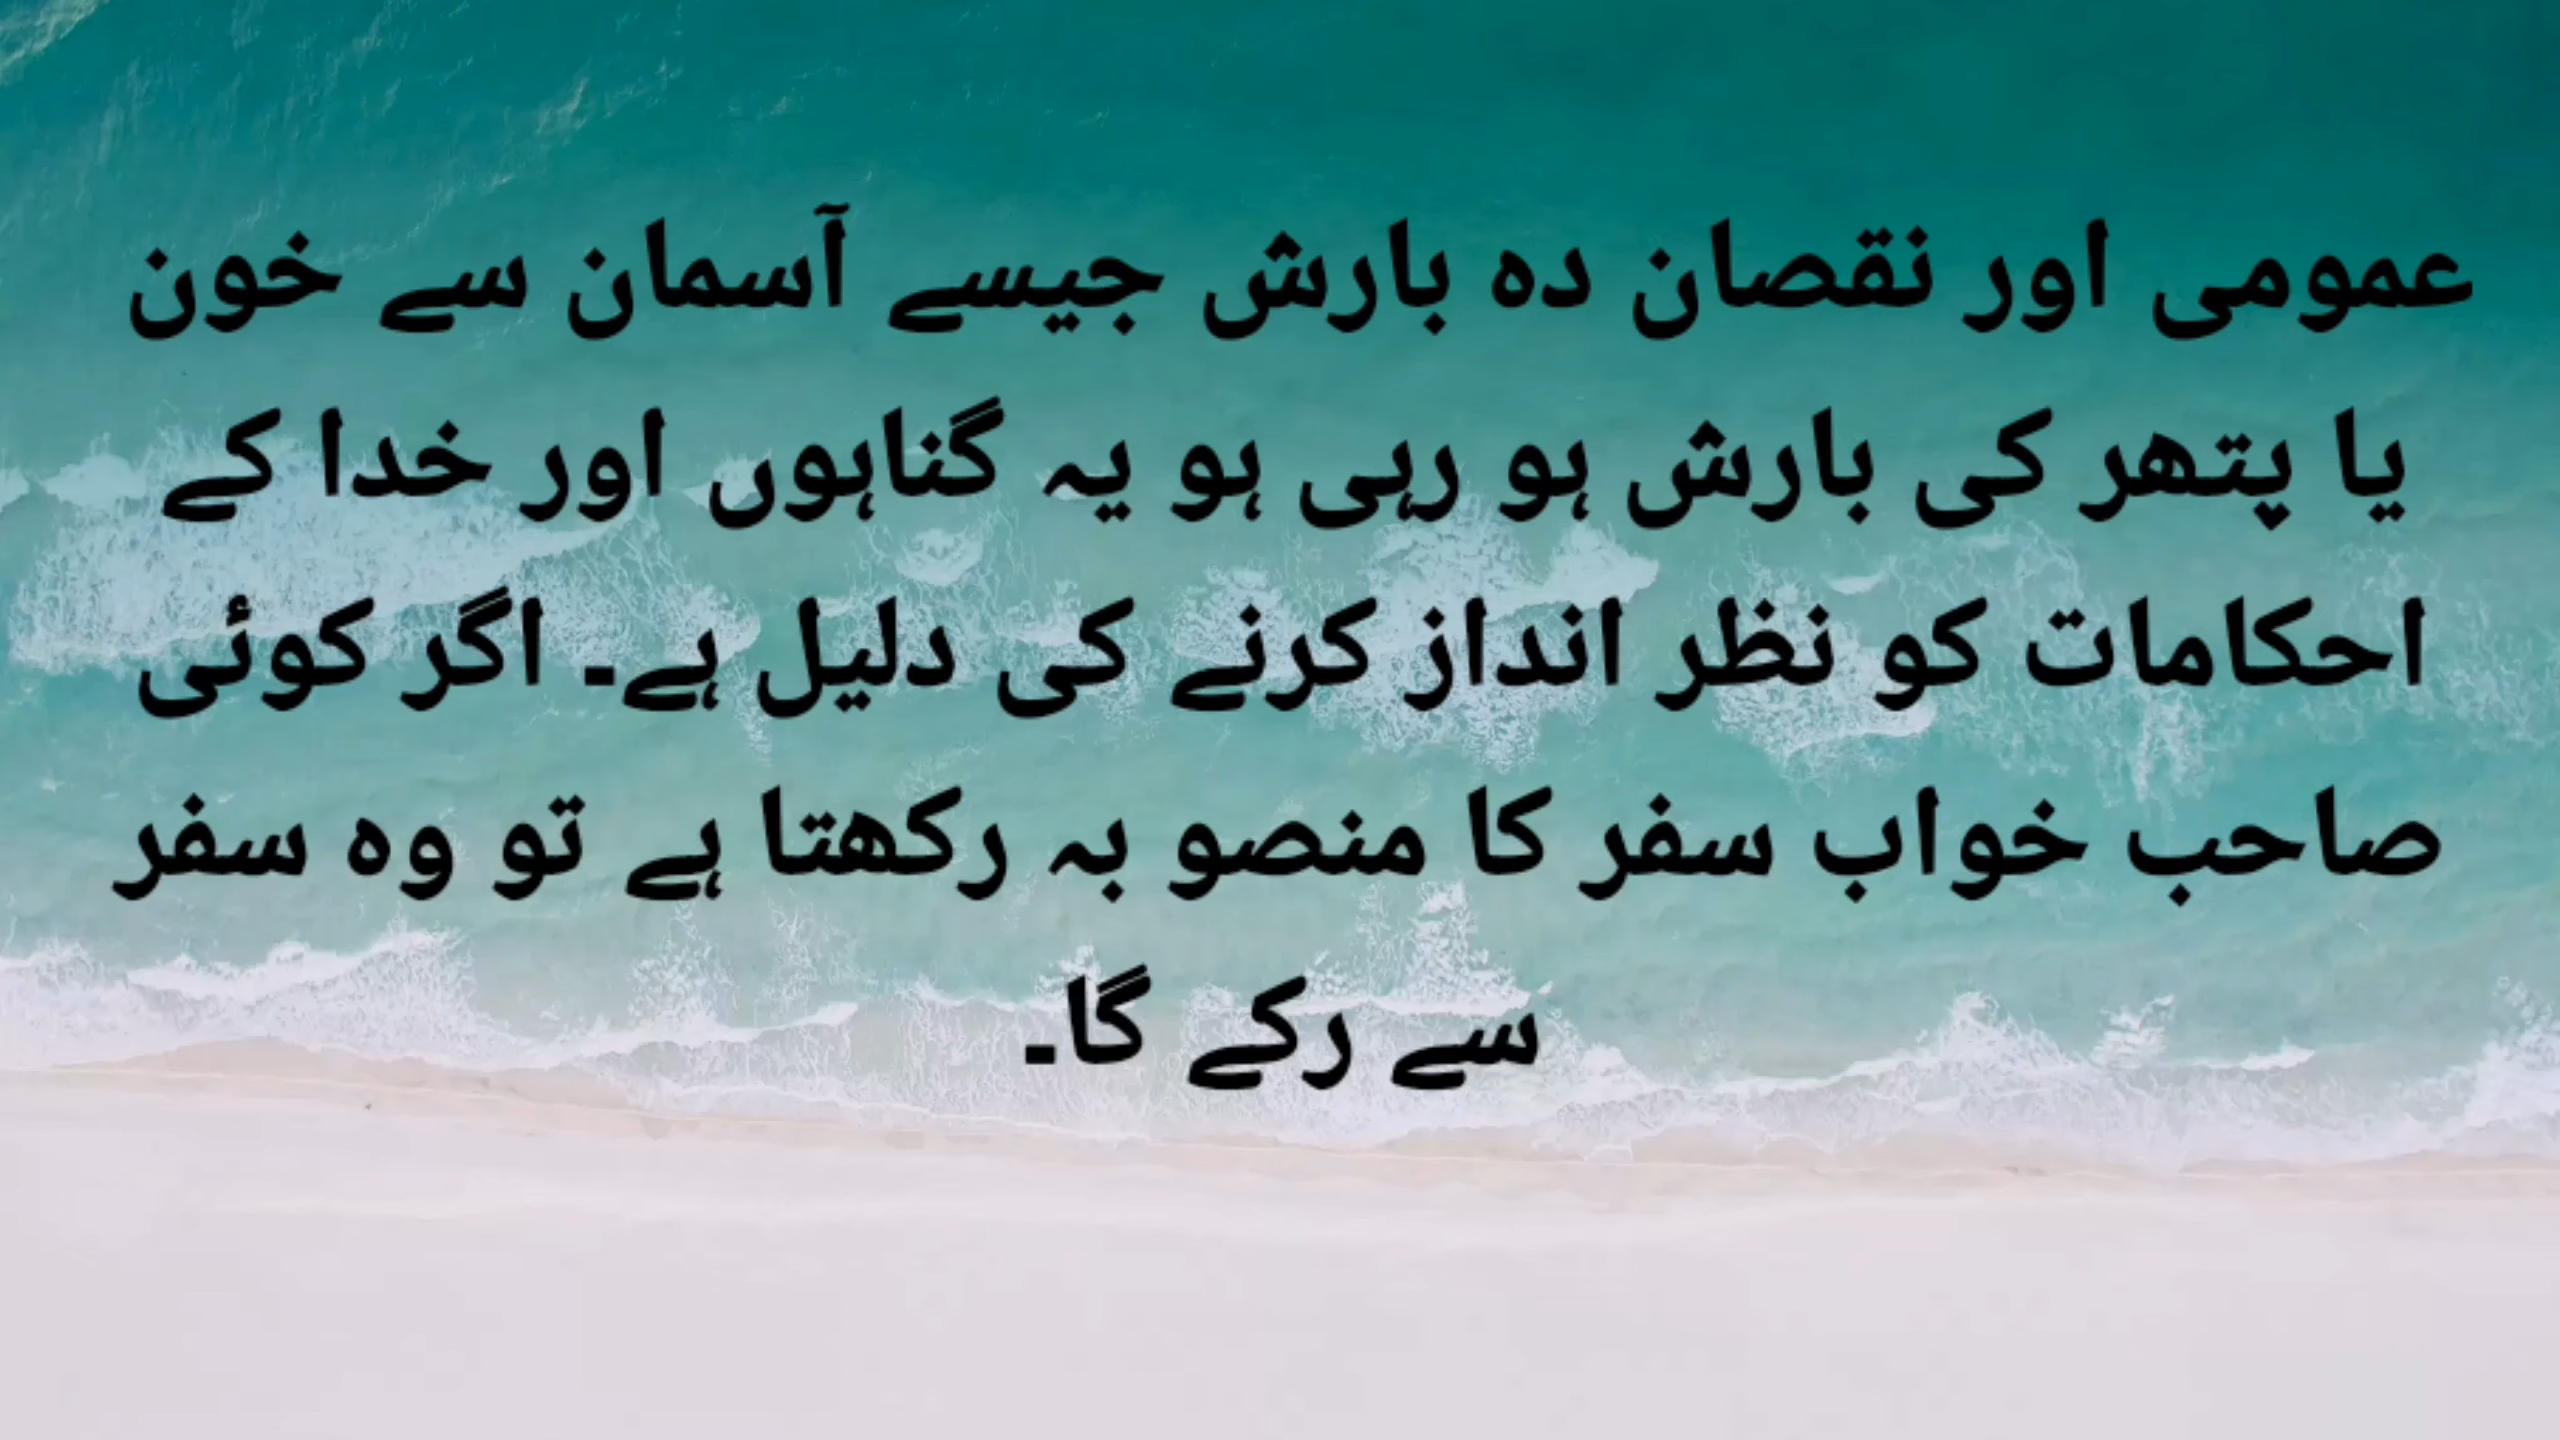 عمومی اور نقصان دہ بارش جیسے آسمان سے خون
یا پتھر کی بارش ہو رہی ہو یہ گناہوں اور خدا کے
احکامات کو نظر انداز کرنے کی دلیل ہے۔ اگر کوئی
صاحب خواب سفر کا منصو بہ رکھتا ہے تو وہ سفر
سے رکے گا۔